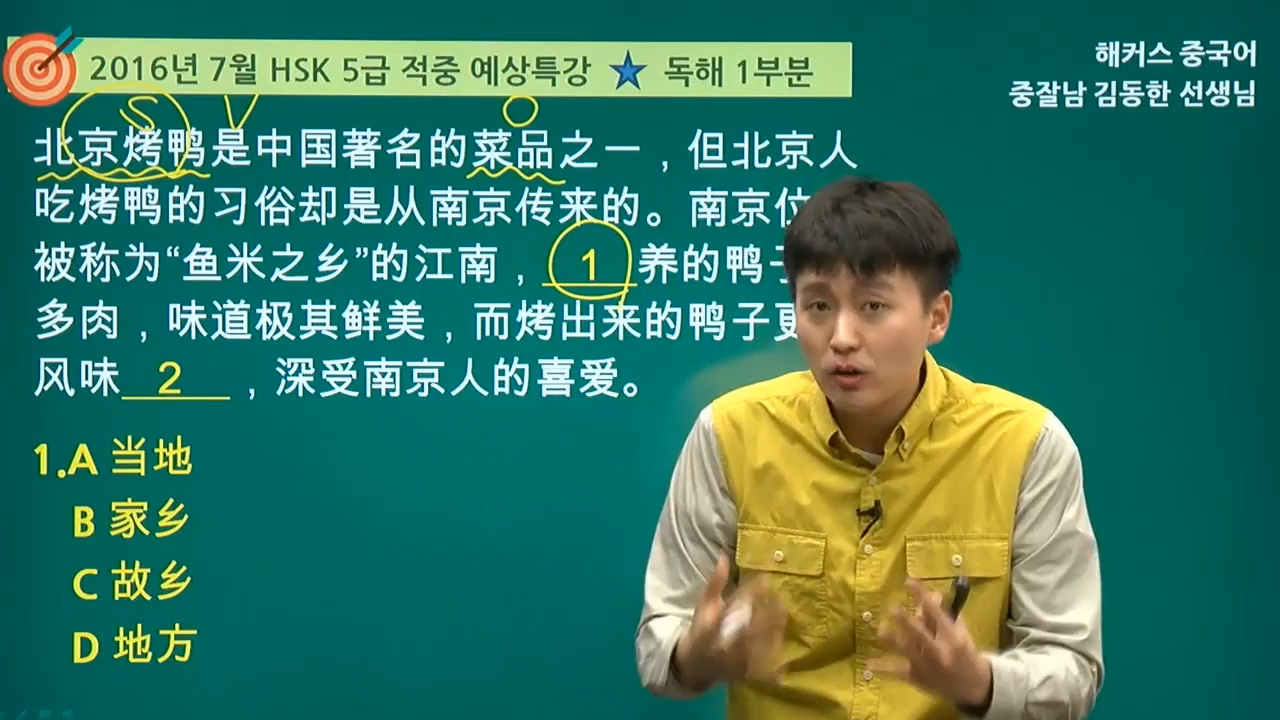 2016년 7월 HSK 5급 적중 예상특강 ★ 독해 1부분
해커스 중국어
중잘남 김동한 선생님
S V O
北京烤鸭是中国著名的菜品之一，但北京人
吃烤鸭的习俗却是从南京传来的。南京位
被称为“鱼米之乡”的江南，1养的鸭子
多肉，味道极其鲜美，而烤出来的鸭子更
风味2，深受南京人的喜爱。
1.A 当地
B 家乡
C 故乡
D 地方